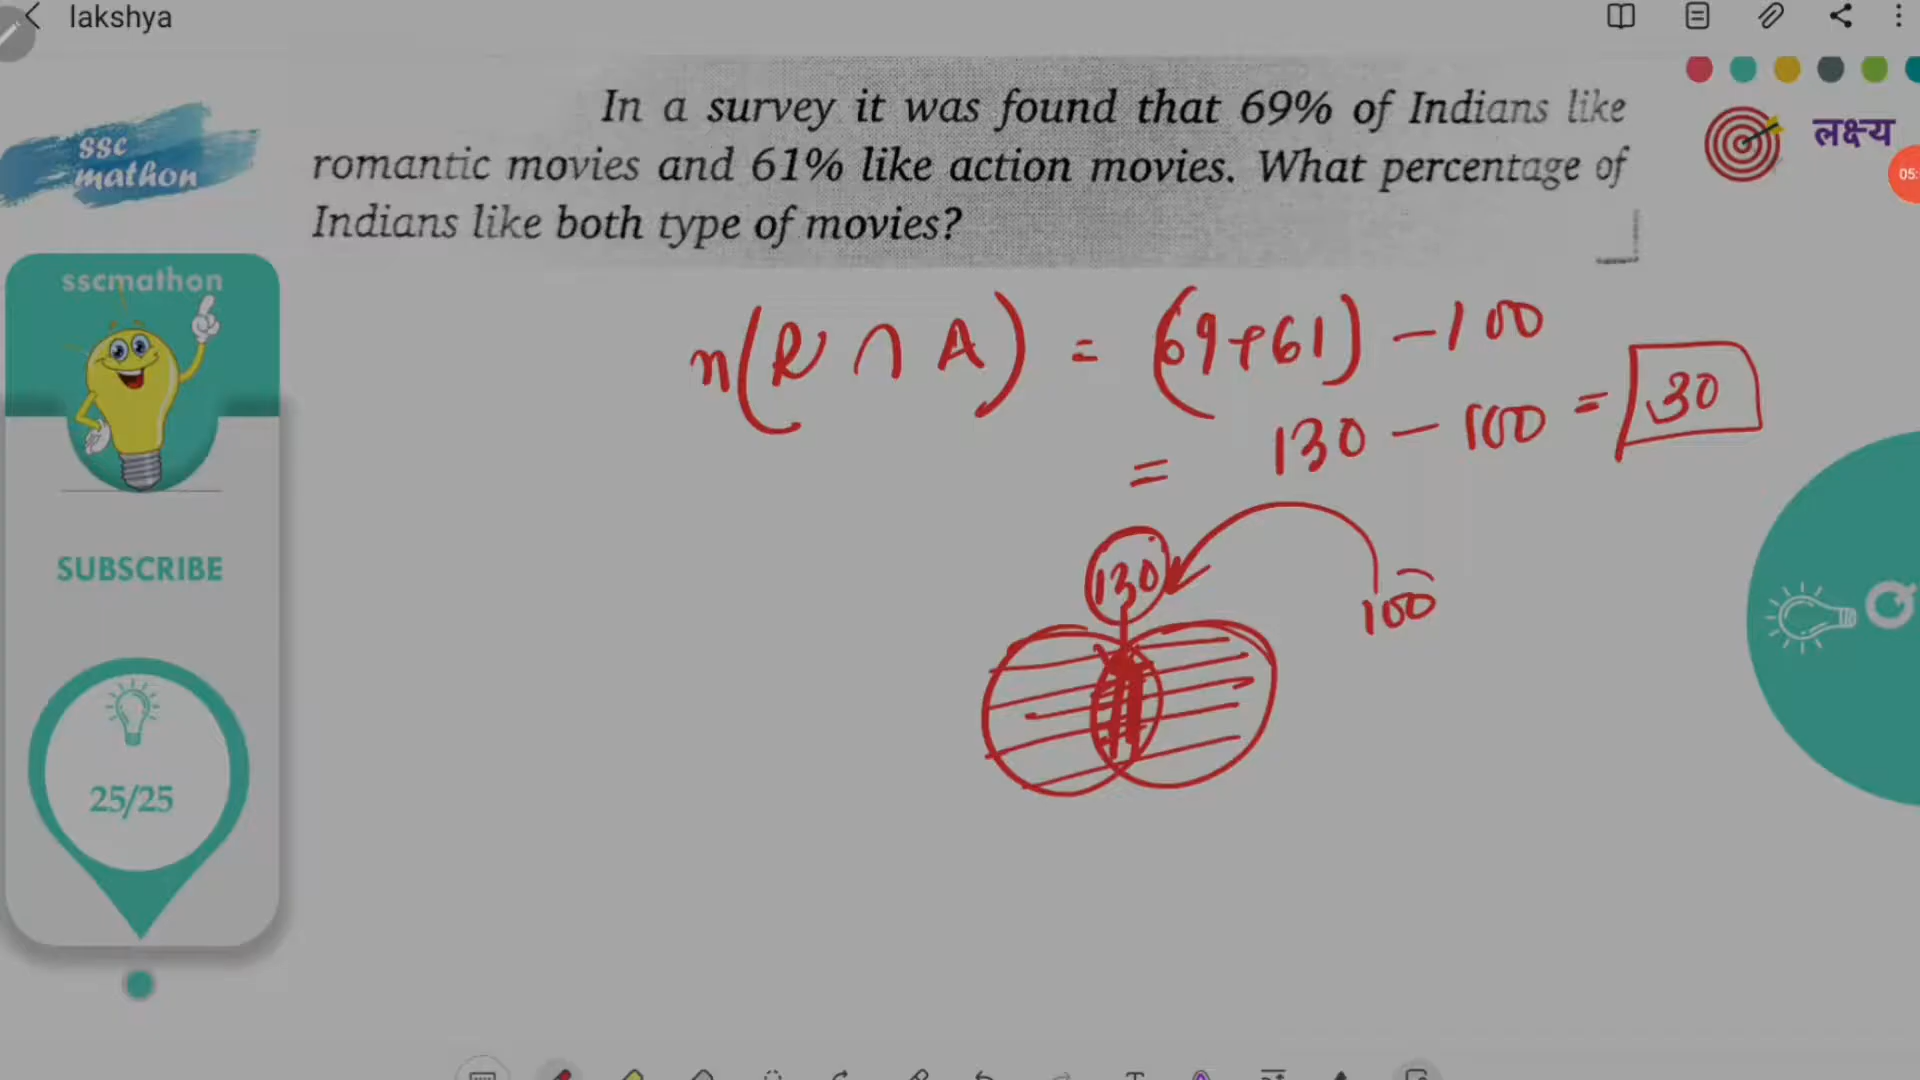 lakshya
ssc
mathon
In a survey it was found that 69% of Indians like
romantic movies and 61% like action movies. What percentage of
Indians like both type of movies?
लक्ष्य
05:
sscmathon
n(R ∩ A) = (69+61) - 100
= 130 - 100 = 30
130
100
SUBSCRIBE
Q
25/25